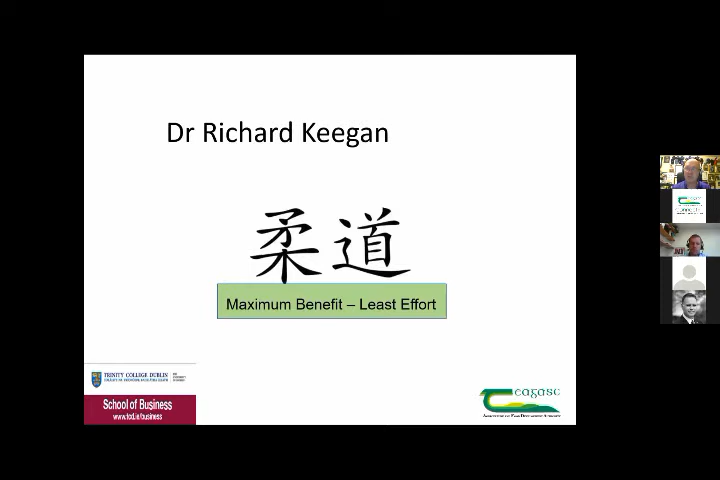 Dr Richard Keegan
柔道
Maximum Benefit – Least Effort
TRINITY COLLEGE DUBLIN
School of Business
www.tcd.ie/business
eagasc